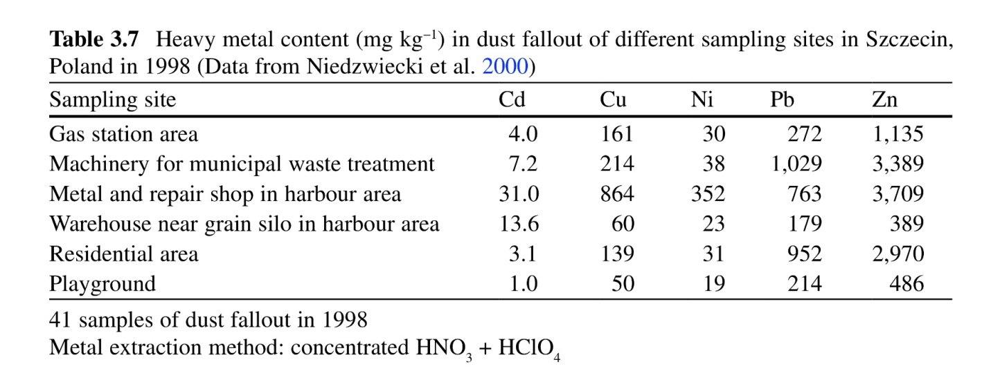 Table 3.7 Heavy metal content (mg kg⁻¹) in dust fallout of different sampling sites in Szczecin,
Poland in 1998 (Data from Niedzwiecki et al. 2000)
Sampling site Cd Cu Ni Pb Zn
Gas station area 4.0 161 30 272 1,135
Machinery for municipal waste treatment 7.2 214 38 1,029 3,389
Metal and repair shop in harbour area 31.0 864 352 763 3,709
Warehouse near grain silo in harbour area 13.6 60 23 179 389
Residential area 3.1 139 31 952 2,970
Playground 1.0 50 19 214 486
41 samples of dust fallout in 1998
Metal extraction method: concentrated HNO₃ + HClO₄